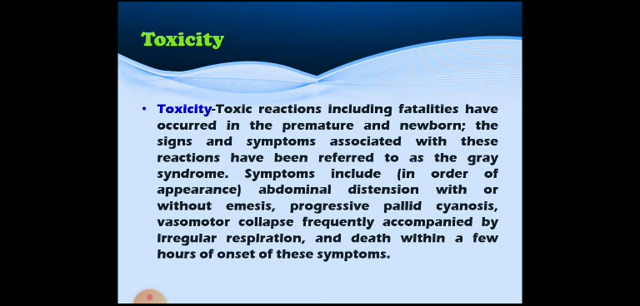 Toxicity
• Toxicity-Toxic reactions including fatalities have
occurred in the premature and newborn; the
signs and symptoms associated with these
reactions have been referred to as the gray
syndrome. Symptoms include (in order of
appearance) abdominal distension with or
without emesis, progressive pallid cyanosis,
vasomotor collapse frequently accompanied by
irregular respiration, and death within a few
hours of onset of these symptoms.